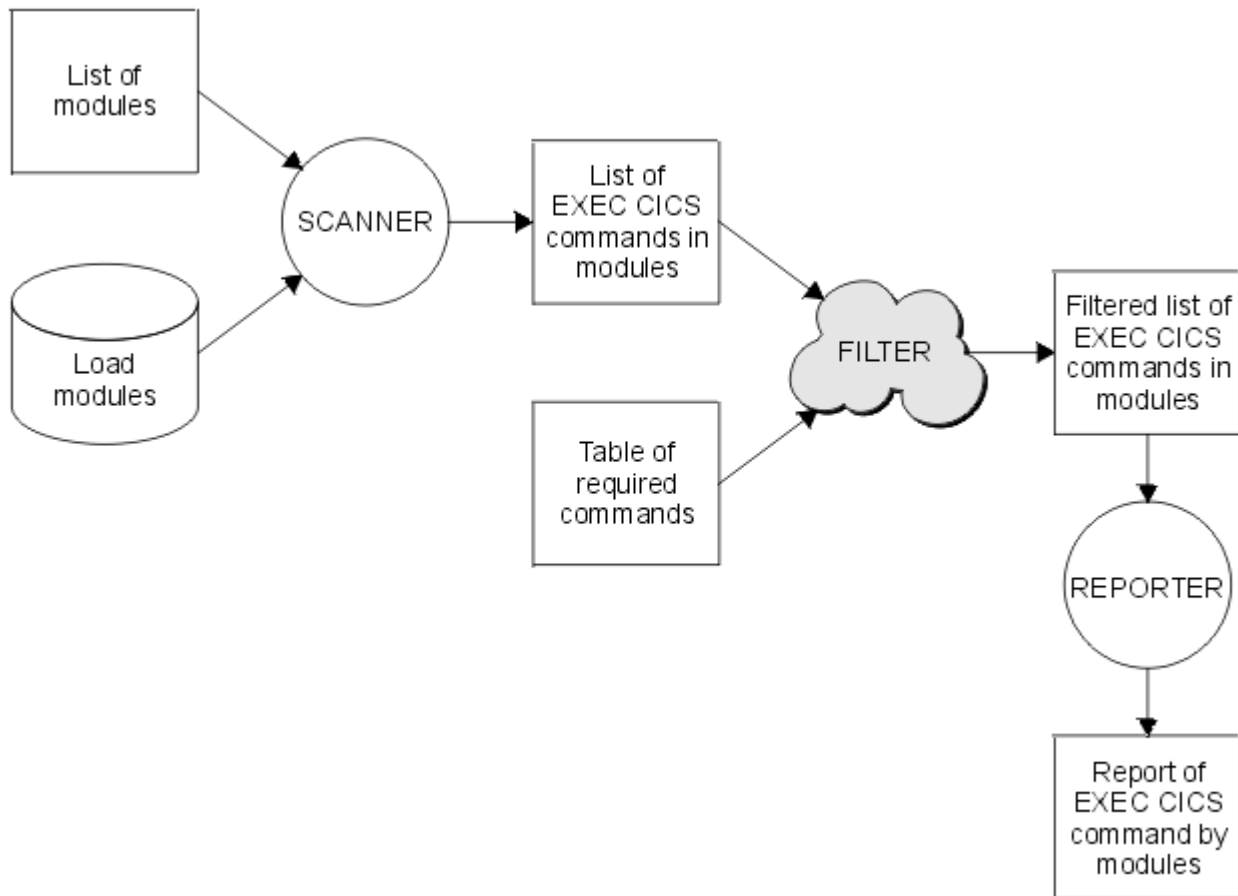 List of
modules
Load
modules
SCANNER
List of
EXEC CICS
commands in
modules
Table of
required
commands
FILTER
Filtered list of
EXEC CICS
commands in
modules
REPORTER
Report of
EXEC CICS
command by
modules